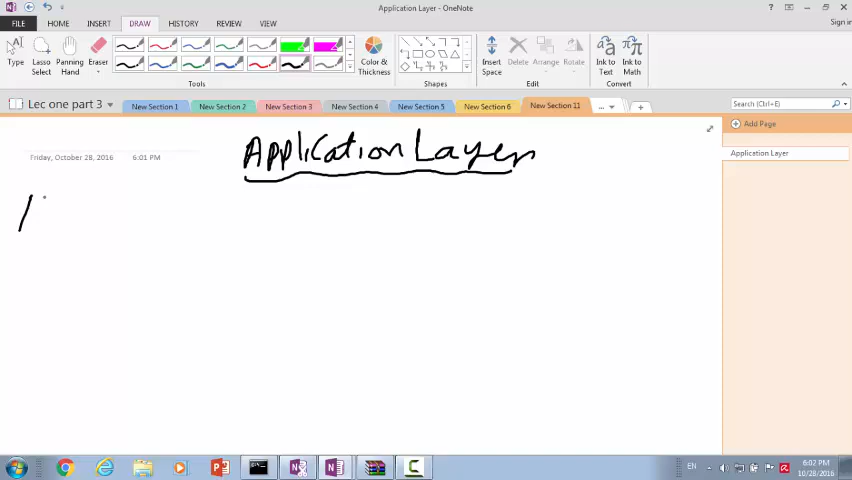 Application Layer - OneNote
?
Sign in
FILE HOME INSERT DRAW HISTORY REVIEW VIEW
Type
Lasso Select
Panning Hand
Eraser
Color & Thickness
Insert Space
Delete
Arrange
Rotate
Ink to Text
Ink to Math
Tools
Shapes
Edit
Convert
Lec one part 3
New Section 1
New Section 2
New Section 3
New Section 4
New Section 5
New Section 6
New Section 11
...
Search (Ctrl+E)
Add Page
Application Layer
Application Layer
Friday, October 28, 2016 6:01 PM
EN
6:02 PM
10/28/2016